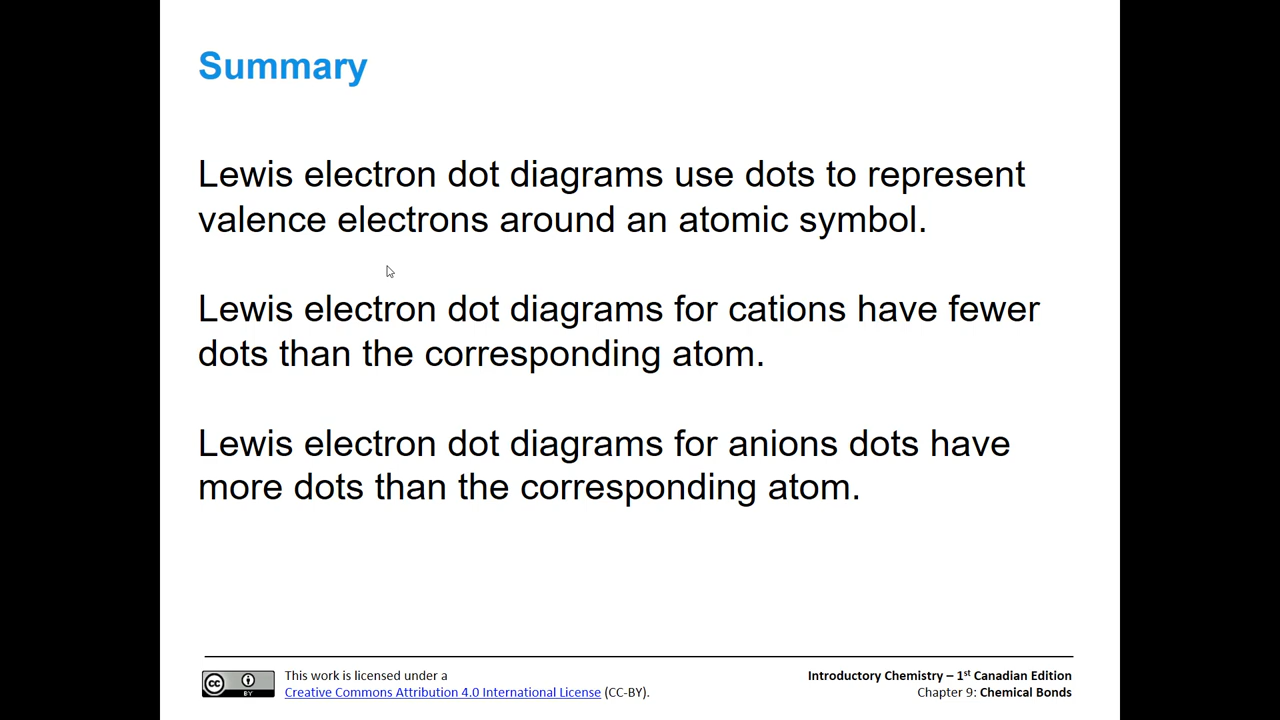 Summary
Lewis electron dot diagrams use dots to represent
valence electrons around an atomic symbol.
Lewis electron dot diagrams for cations have fewer
dots than the corresponding atom.
Lewis electron dot diagrams for anions dots have
more dots than the corresponding atom.
cc BY
This work is licensed under a
Creative Commons Attribution 4.0 International License (CC-BY).
Introductory Chemistry – 1st Canadian Edition
Chapter 9: Chemical Bonds